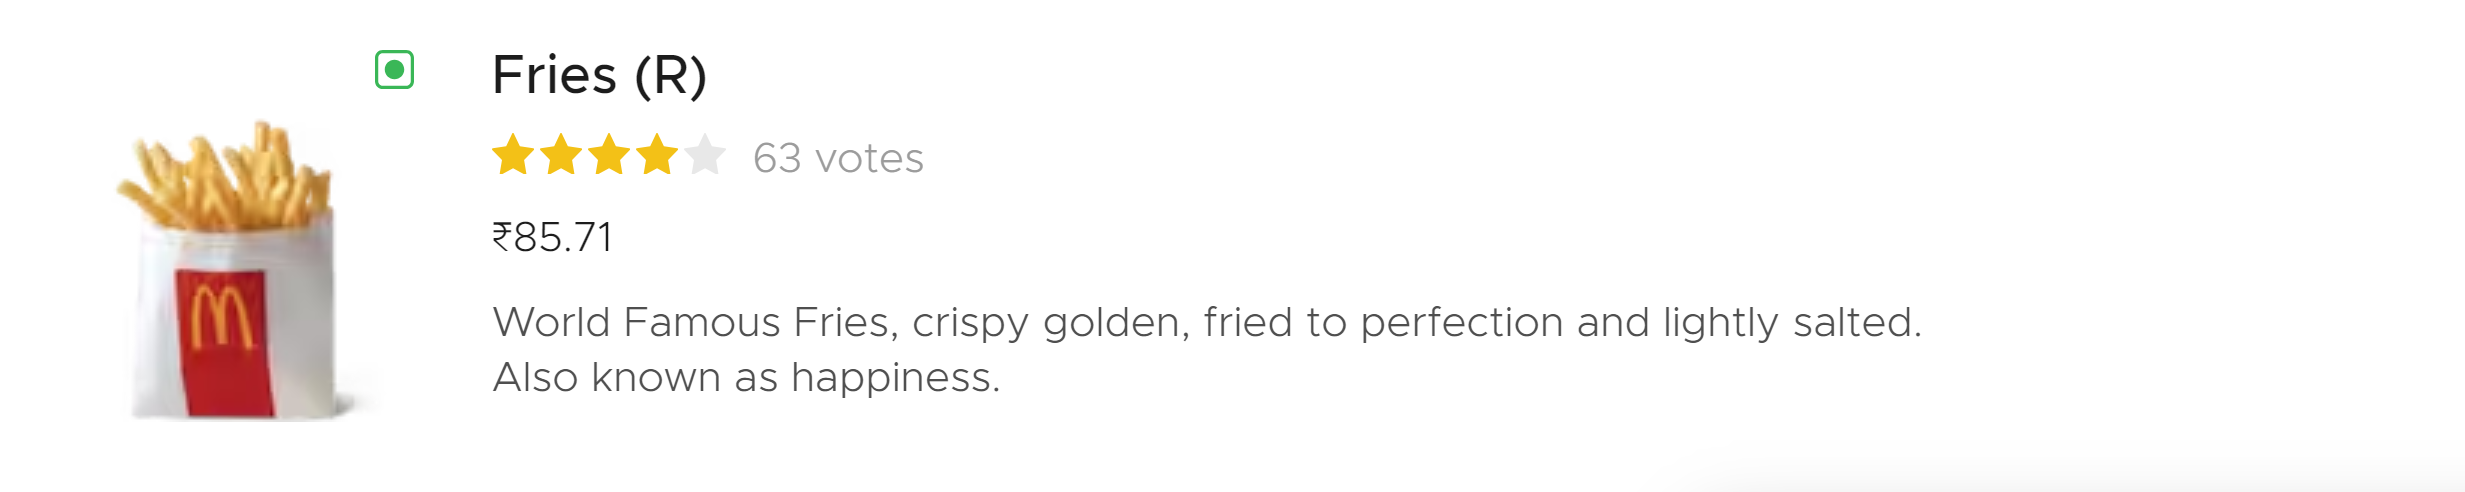 Fries (R)
63 votes
₹85.71
World Famous Fries, crispy golden, fried to perfection and lightly salted.
Also known as happiness.